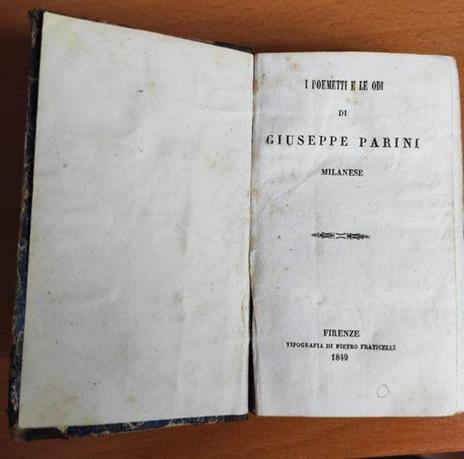 I POEMETTI E LE ODI
DI
GIUSEPPE PARINI
MILANESE
FIRENZE
TIPOGRAFIA DI PIETRO FRATICELLI
1849